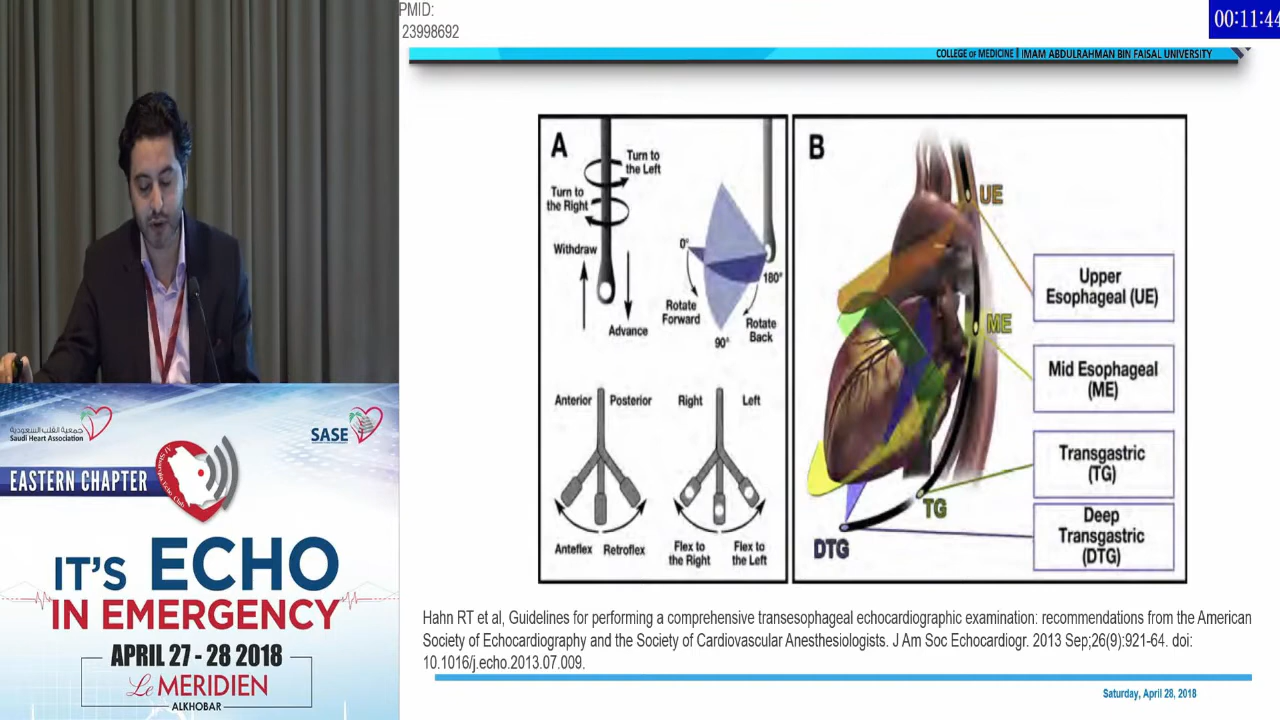 PMID:
23998692
00:11:44
COLLEGE OF MEDICINE | IMAM ABDULRAHMAN BIN FAISAL UNIVERSITY
A
Turn to
the Left
Turn to
the Right
Withdraw
Advance
0°
180°
Rotate
Forward
Rotate
Back
90°
Anterior Posterior
Right Left
Anteflex Retroflex
Flex to
the Right
Flex to
the Left
B
UE
ME
TG
DTG
Upper
Esophageal (UE)
Mid Esophageal
(ME)
Transgastric
(TG)
Deep
Transgastric
(DTG)
Hahn RT et al, Guidelines for performing a comprehensive transesophageal echocardiographic examination: recommendations from the American
Society of Echocardiography and the Society of Cardiovascular Anesthesiologists. J Am Soc Echocardiogr. 2013 Sep;26(9):921-64. doi:
10.1016/j.echo.2013.07.009.
Saturday, April 28, 2018
جمعية القلب السعودية
Saudi Heart Association
SASE
EASTERN CHAPTER
IT'S ECHO
IN EMERGENCY
APRIL 27 - 28 2018
Le MERIDIEN
ALKHOBAR